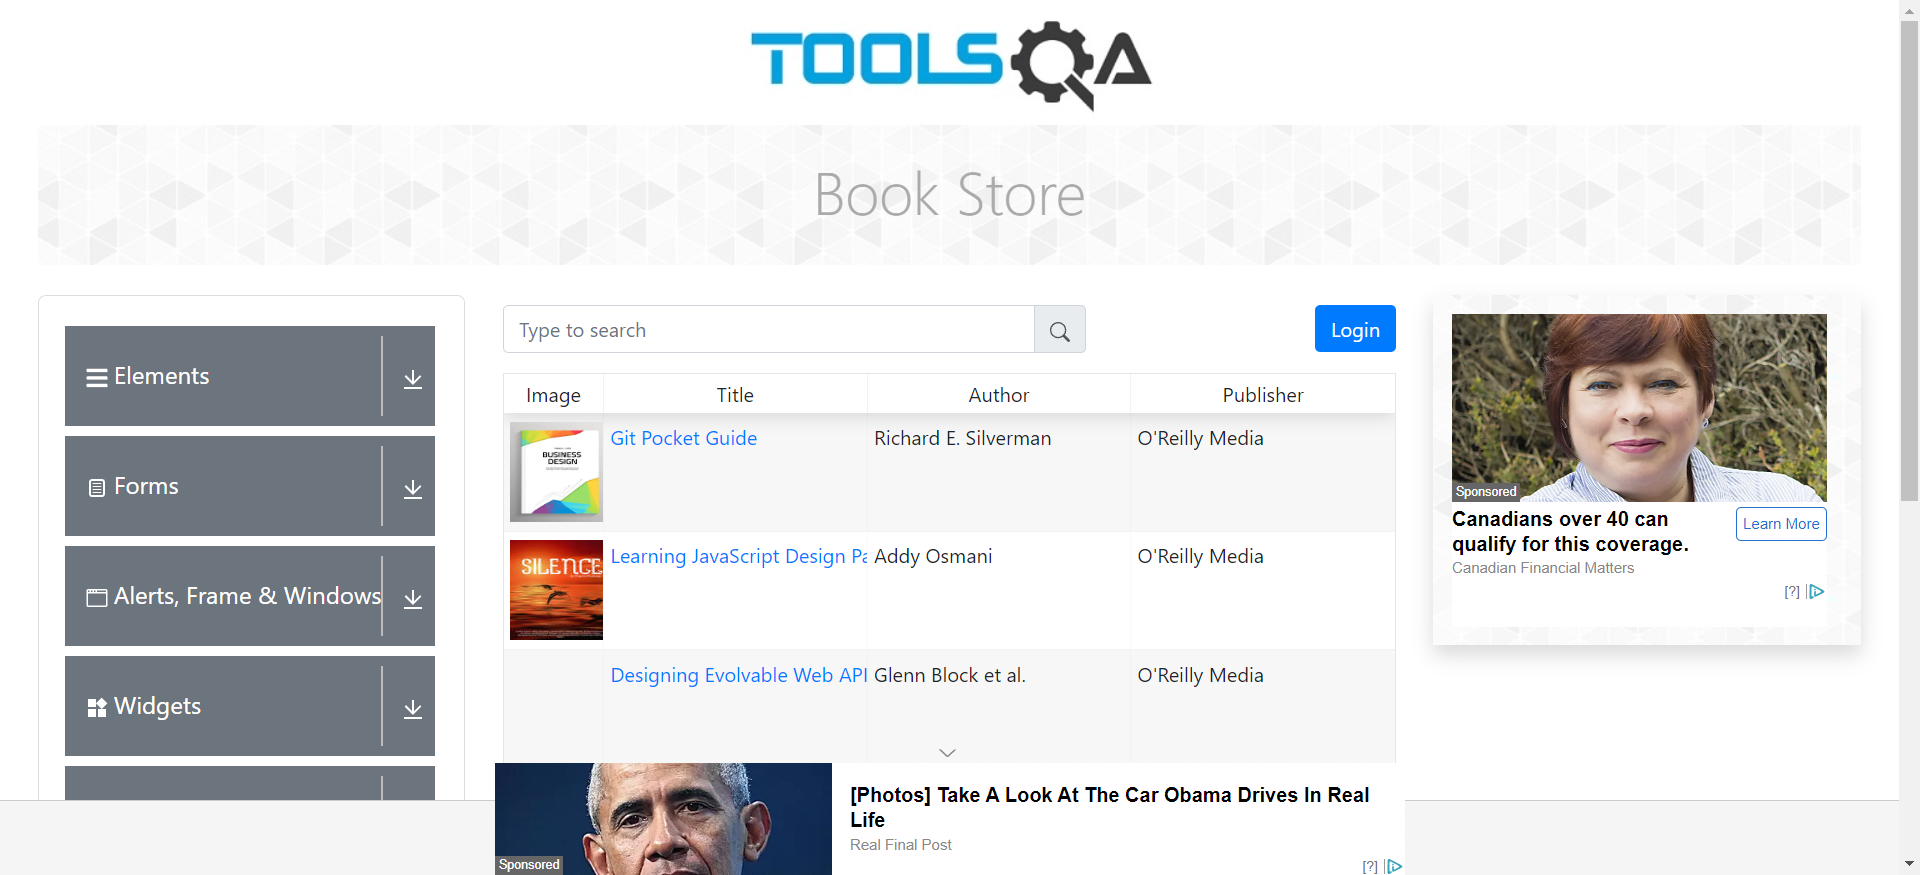 TOOLSQA
Book Store
Elements
Forms
Alerts, Frame & Windows
Widgets
Type to search
Login
Image Title Author Publisher
BUSINESS
DESIGN
Git Pocket Guide Richard E. Silverman O'Reilly Media
SILENCE
Learning JavaScript Design Pa Addy Osmani O'Reilly Media
Designing Evolvable Web API Glenn Block et al. O'Reilly Media
Sponsored
Canadians over 40 can
qualify for this coverage.
Learn More
Canadian Financial Matters
[?]
Sponsored
[Photos] Take A Look At The Car Obama Drives In Real
Life
Real Final Post
[?]